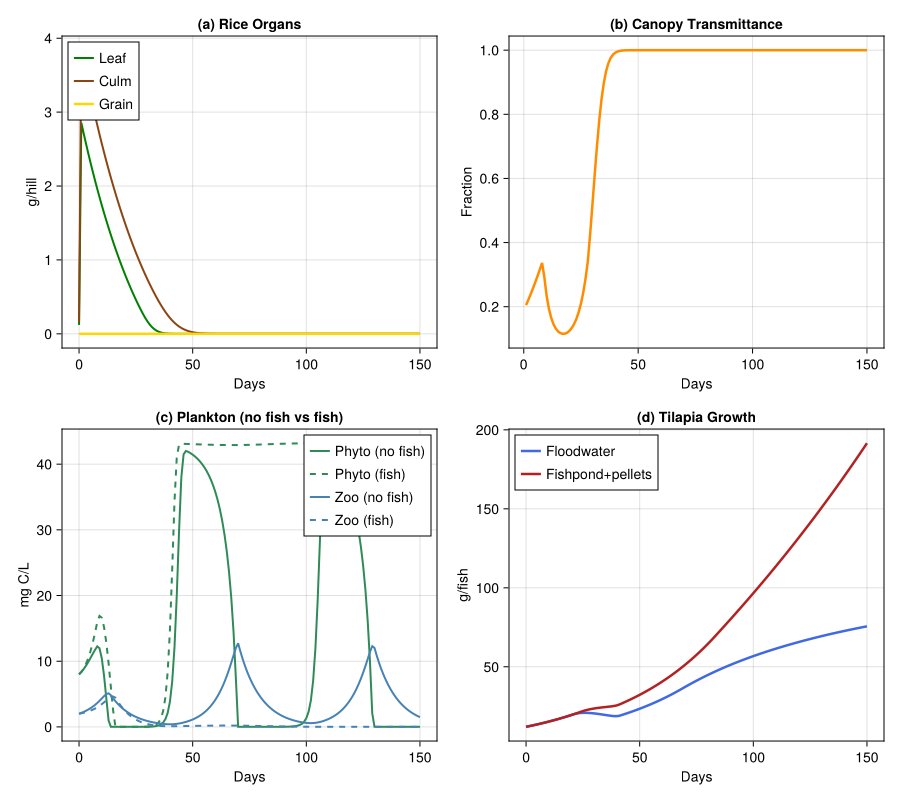 (a) Rice Organs
4
3
2
1
0
g/hill
Leaf
Culm
Grain
0 50 100 150
Days
(b) Canopy Transmittance
1.0
0.8
0.6
0.4
0.2
Fraction
0 50 100 150
Days
(c) Plankton (no fish vs fish)
40
30
20
10
0
mg C/L
Phyto (no fish)
Phyto (fish)
Zoo (no fish)
Zoo (fish)
0 50 100 150
Days
(d) Tilapia Growth
200
150
100
50
g/fish
Floodwater
Fishpond+pellets
0 50 100 150
Days